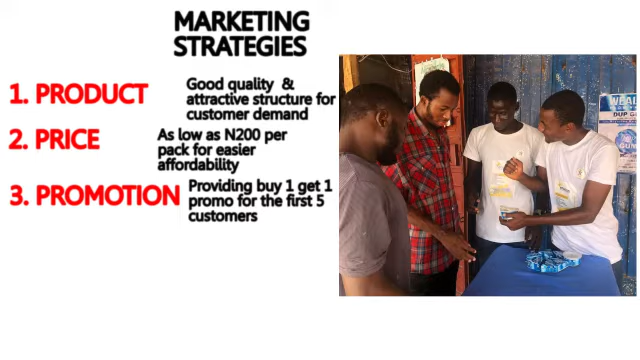 MARKETING
STRATEGIES
1. PRODUCT
Good quality & 
attractive structure for
customer demand
2. PRICE
As low as N200 per
pack for easier
affordability
3. PROMOTION
Providing buy 1 get 1
promo for the first 5
customers
DUP G